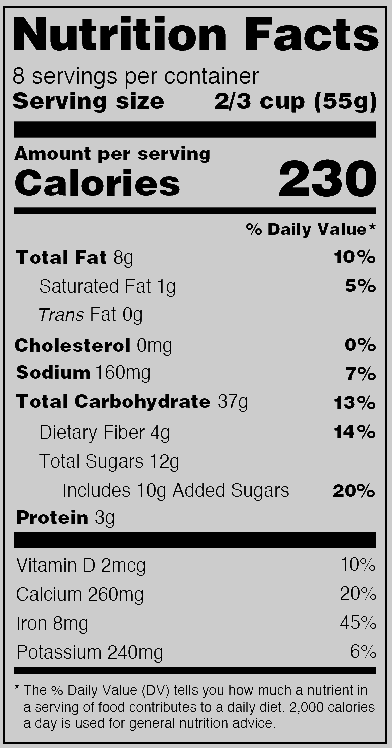 Nutrition Facts
8 servings per container
Serving size 2/3 cup (55g)
Amount per serving
Calories 230
% Daily Value*
Total Fat 8g 10%
Saturated Fat 1g 5%
Trans Fat 0g
Cholesterol 0mg 0%
Sodium 160mg 7%
Total Carbohydrate 37g 13%
Dietary Fiber 4g 14%
Total Sugars 12g
Includes 10g Added Sugars 20%
Protein 3g
Vitamin D 2mcg 10%
Calcium 260mg 20%
Iron 8mg 45%
Potassium 240mg 6%
* The % Daily Value (DV) tells you how much a nutrient in
a serving of food contributes to a daily diet. 2,000 calories
a day is used for general nutrition advice.